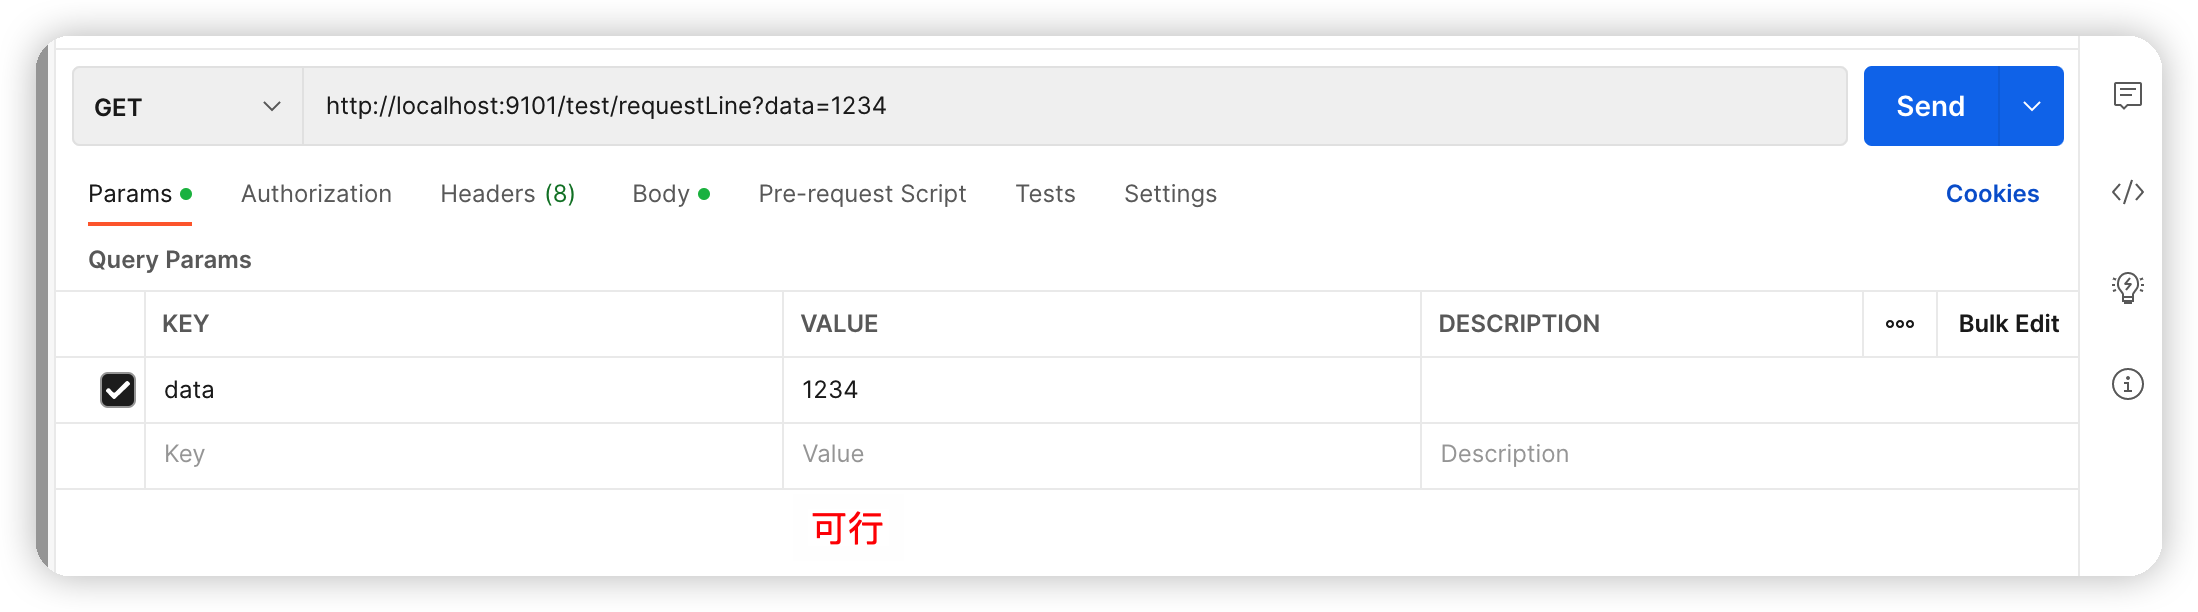 GET http://localhost:9101/test/requestLine?data=1234 Send
Params Authorization Headers (8) Body Pre-request Script Tests Settings Cookies
Query Params
KEY VALUE DESCRIPTION Bulk Edit
data 1234
Key Value Description
可行